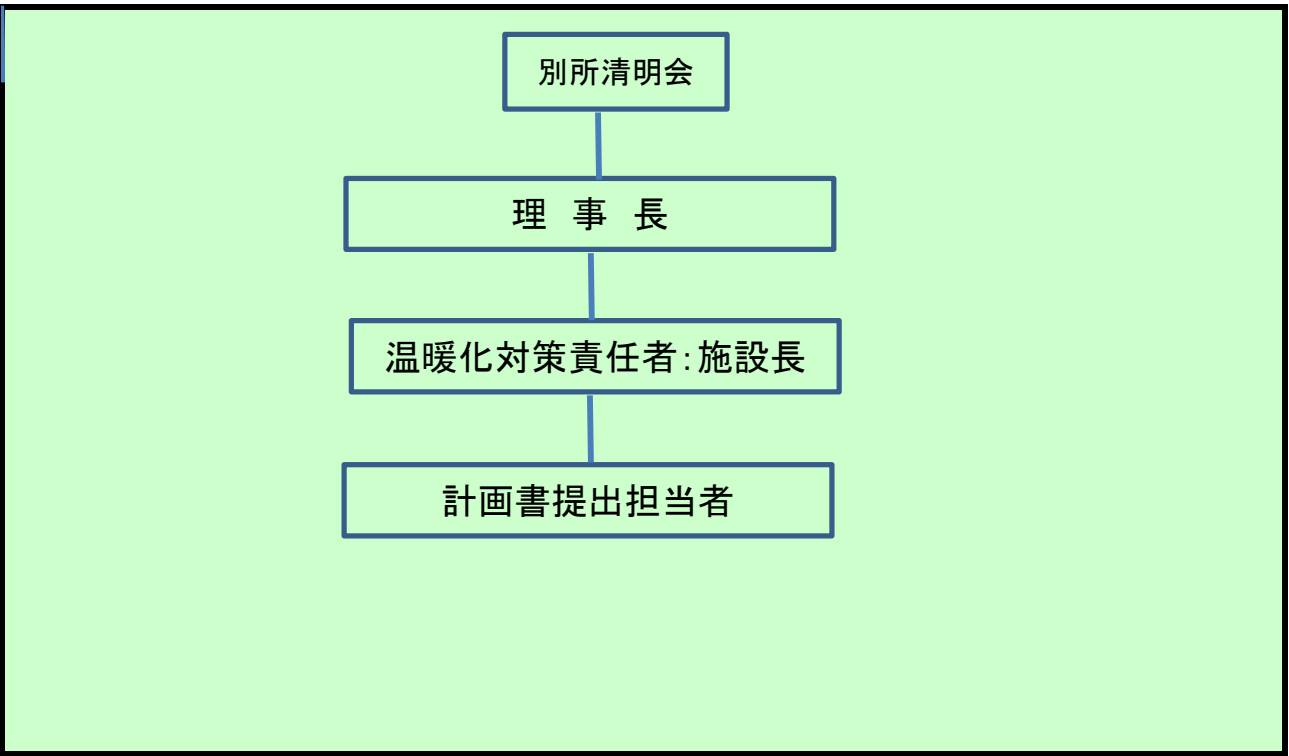 別所清明会
理　事　長
温暖化対策責任者：施設長
計画書提出担当者